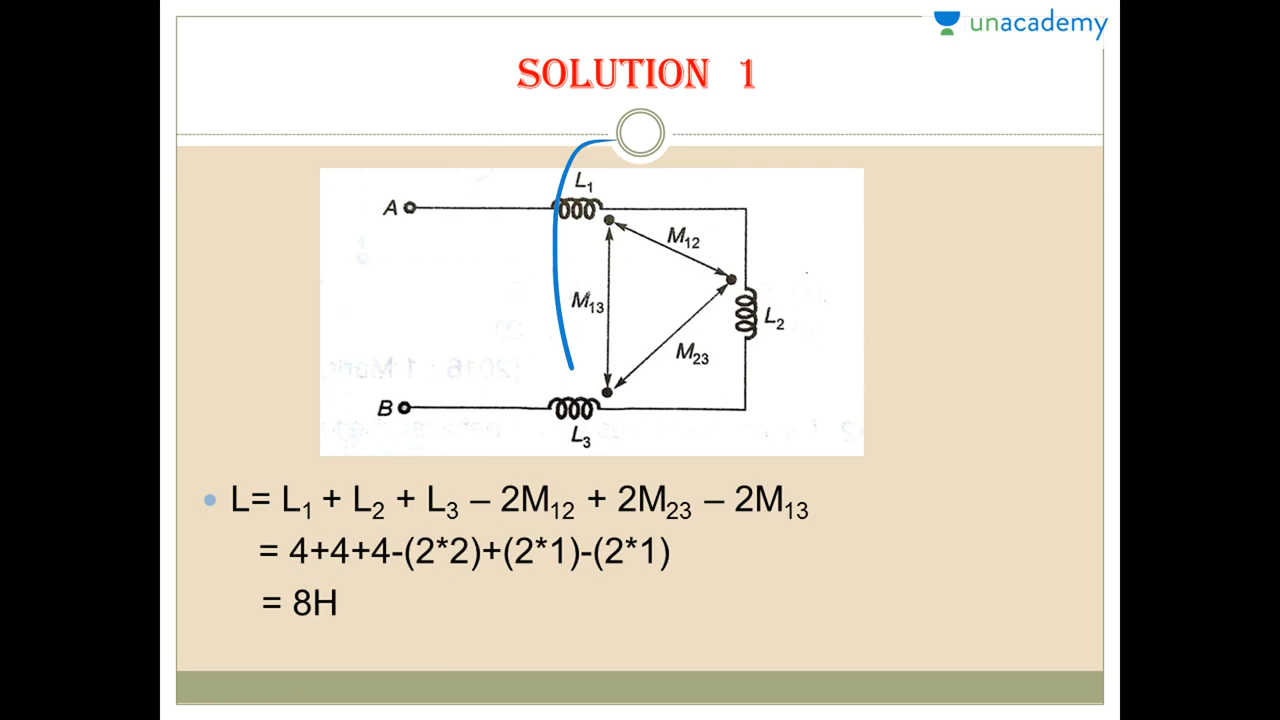 unacademy
SOLUTION 1
L1
A
M12
M13
L2
M23
B
L3
L= L1 + L2 + L3 – 2M12 + 2M23 – 2M13
= 4+4+4-(2*2)+(2*1)-(2*1)
= 8H